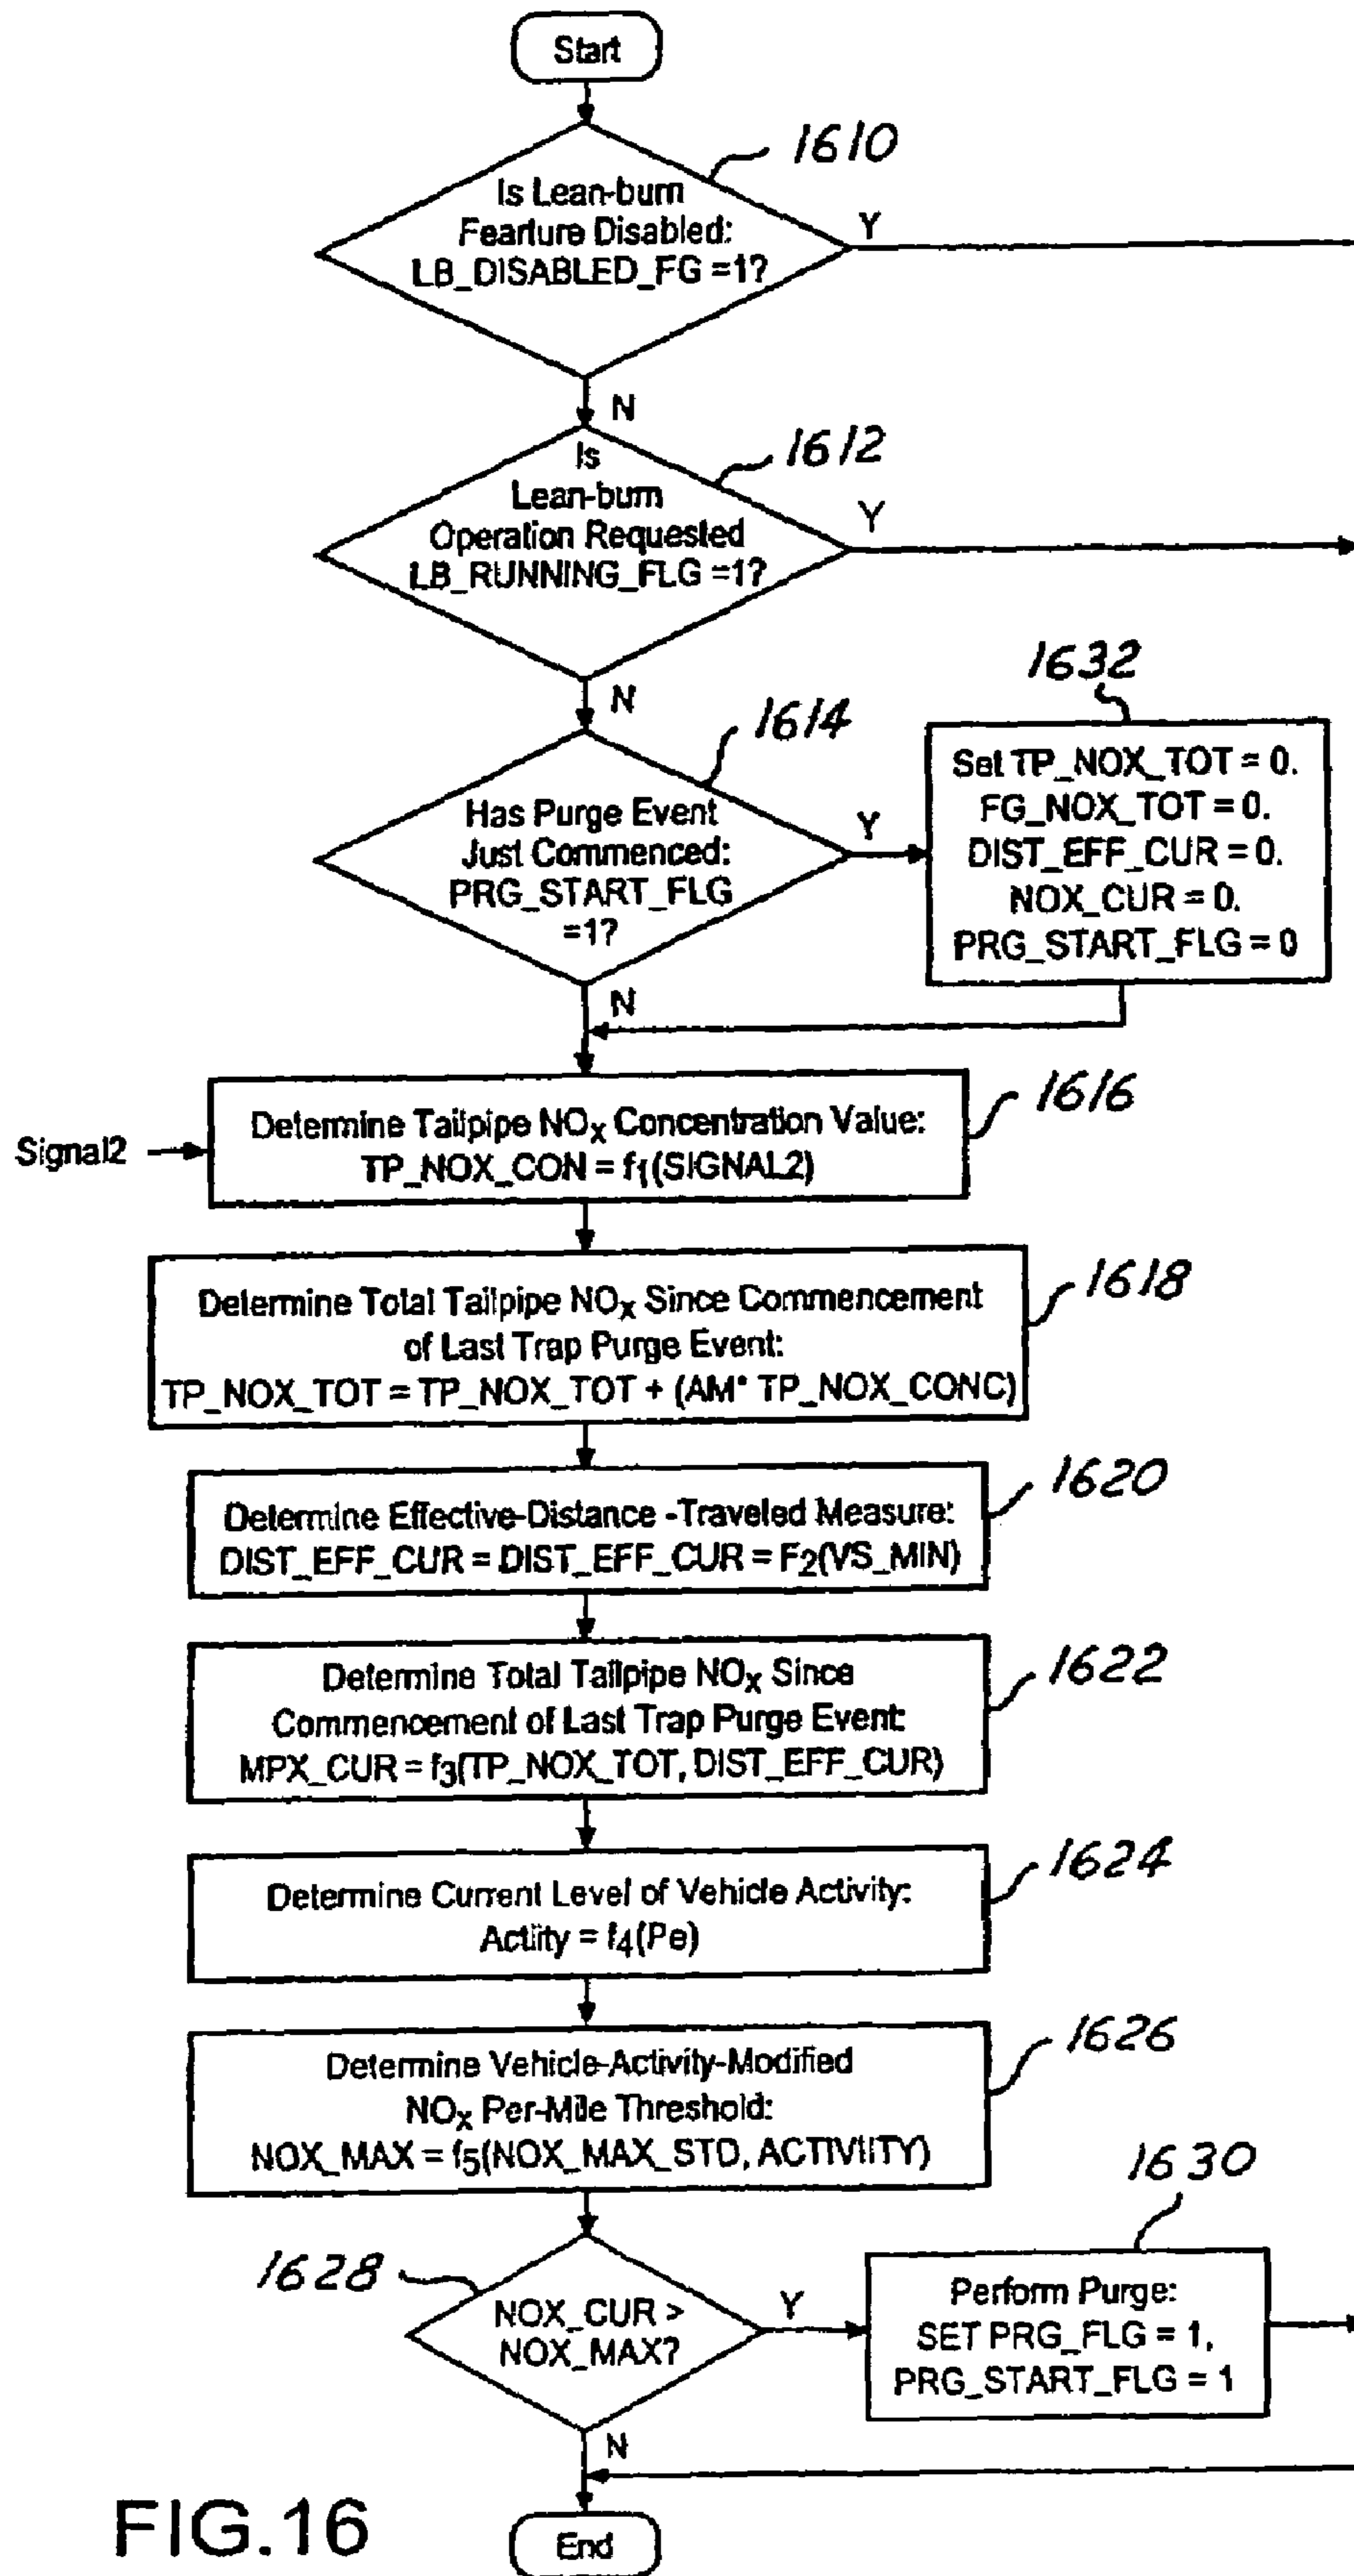 Start
1610
Is Lean-burn
Fearture Disabled:
LB_DISABLED_FG =1?
Y
N
1612
Is
Lean-burn
Operation Requested
LB_RUNNING_FLG =1?
Y
N
1614
Has Purge Event
Just Commenced:
PRG_START_FLG
=1?
Y
N
1632
Set TP_NOX_TOT = 0.
FG_NOX_TOT = 0.
DIST_EFF_CUR = 0.
NOX_CUR = 0.
PRG_START_FLG = 0
Signal2
1616
Determine Tailpipe NOx Concentration Value:
TP_NOX_CON = f1(SIGNAL2)
1618
Determine Total Tailpipe NOx Since Commencement
of Last Trap Purge Event:
TP_NOX_TOT = TP_NOX_TOT + (AM* TP_NOX_CONC)
1620
Determine Effective-Distance -Traveled Measure:
DIST_EFF_CUR = DIST_EFF_CUR = F2(VS_MIN)
1622
Determine Total Tailpipe NOx Since
Commencement of Last Trap Purge Event:
MPX_CUR = f3(TP_NOX_TOT, DIST_EFF_CUR)
1624
Determine Current Level of Vehicle Activity:
Actiity = f4(Pe)
1626
Determine Vehicle-Activity-Modified
NOx Per-Mile Threshold:
NOX_MAX = f5(NOX_MAX_STD, ACTIVIITY)
1628
NOX_CUR >
NOX_MAX?
Y
N
1630
Perform Purge:
SET PRG_FLG = 1,
PRG_START_FLG = 1
End
FIG.16